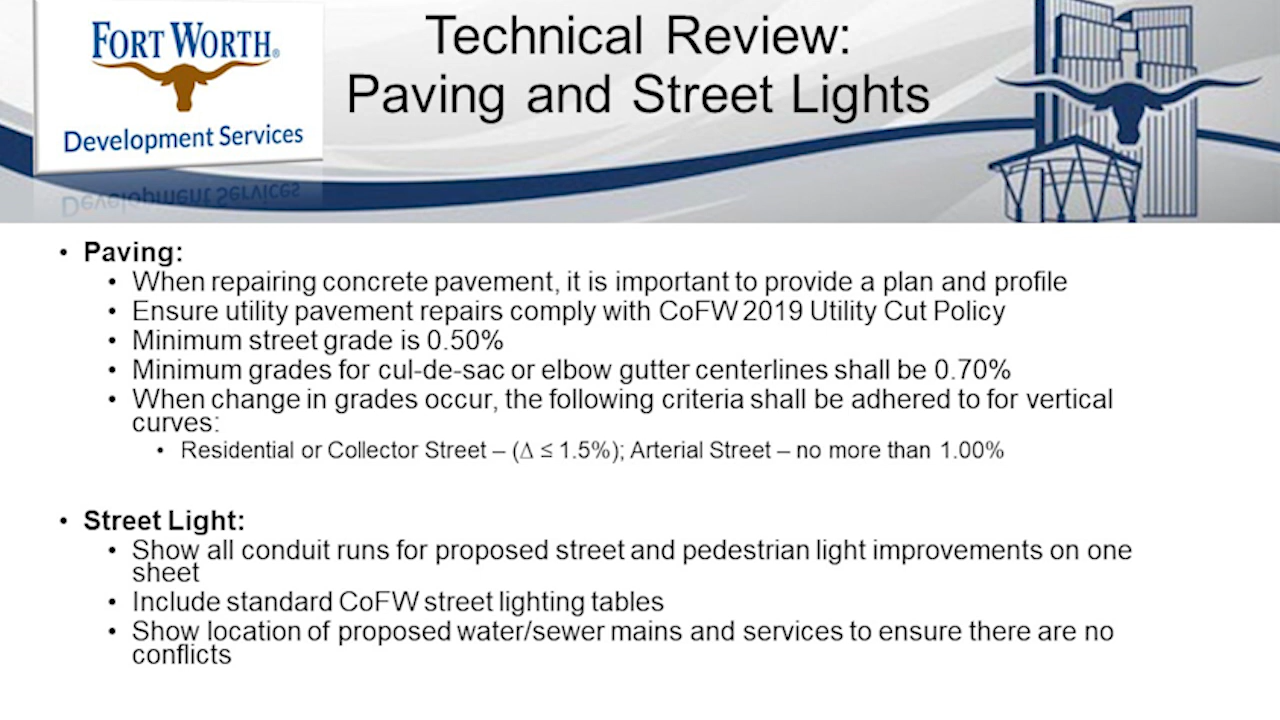 FORT WORTH®
Development Services
Development Services
Technical Review:
Paving and Street Lights
• Paving:
• When repairing concrete pavement, it is important to provide a plan and profile
• Ensure utility pavement repairs comply with CoFW 2019 Utility Cut Policy
• Minimum street grade is 0.50%
• Minimum grades for cul-de-sac or elbow gutter centerlines shall be 0.70%
• When change in grades occur, the following criteria shall be adhered to for vertical
curves:
• Residential or Collector Street – (∆ ≤ 1.5%); Arterial Street – no more than 1.00%
• Street Light:
• Show all conduit runs for proposed street and pedestrian light improvements on one
sheet
• Include standard CoFW street lighting tables
• Show location of proposed water/sewer mains and services to ensure there are no
conflicts